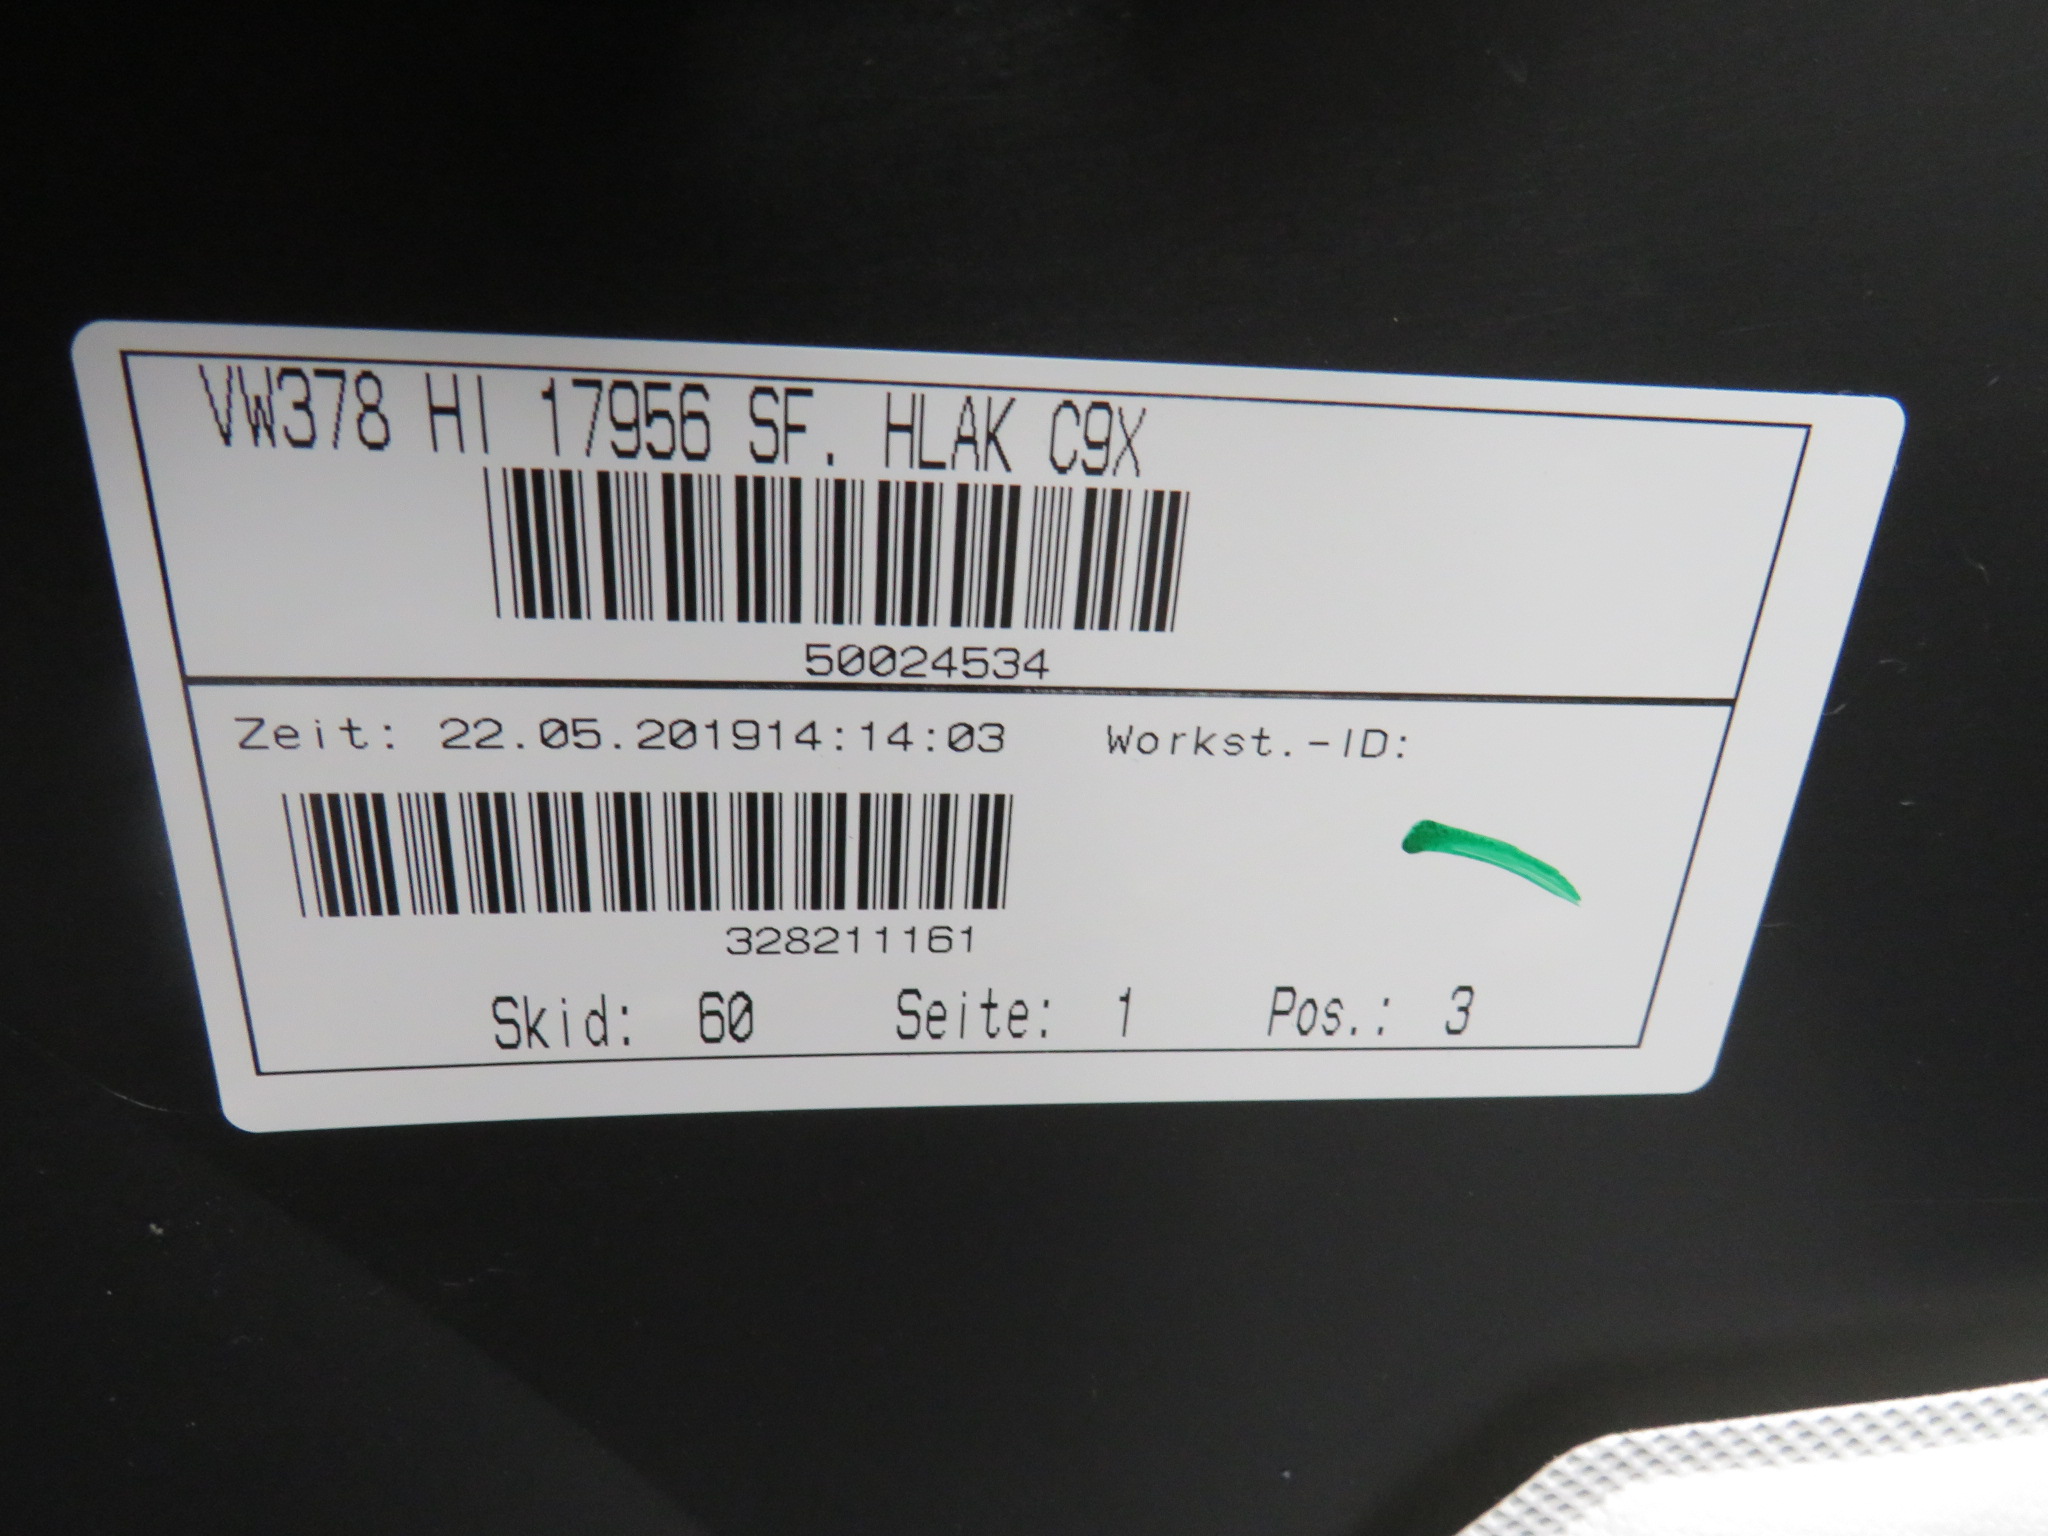 VW378 HI 17956 SF. HLAK C9X
50024534
Zeit: 22.05.201914:14:03 Workst.-ID:
328211161
Skid: 60 Seite: 1 Pos.: 3